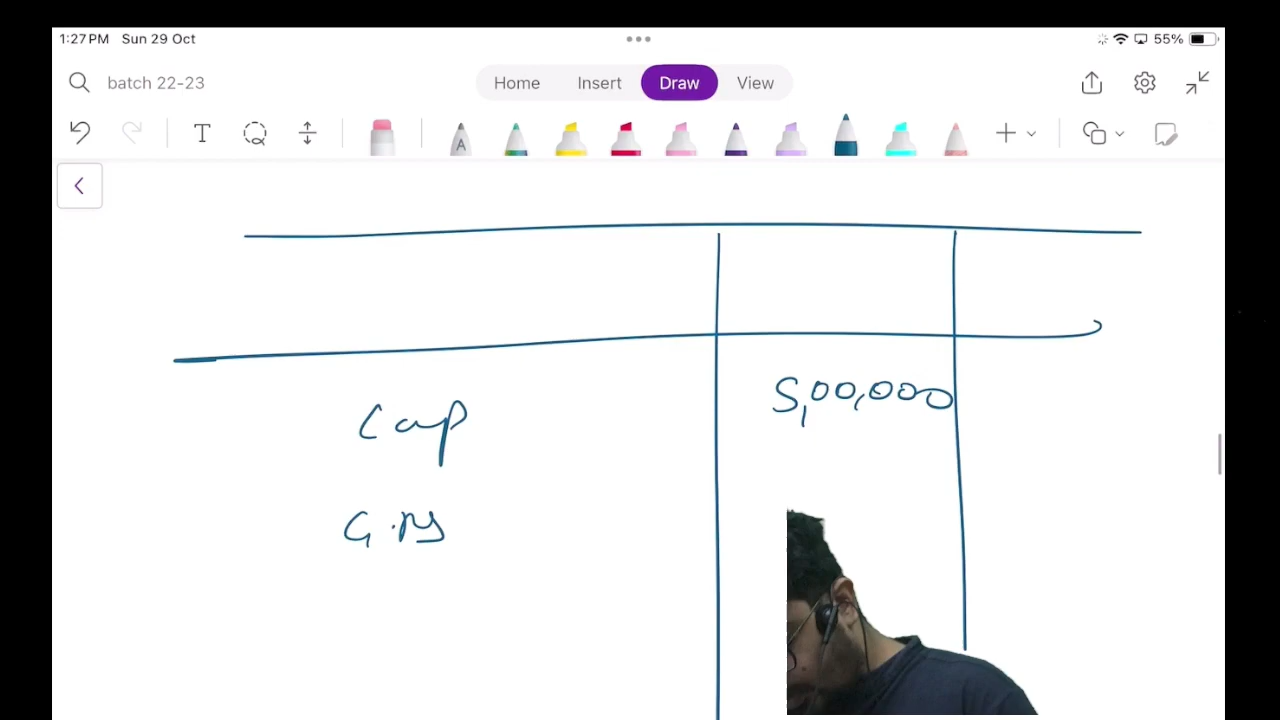 1:27 PM Sun 29 Oct 55%
batch 22-23 Home Insert Draw View
T A
Cap 5,00,000